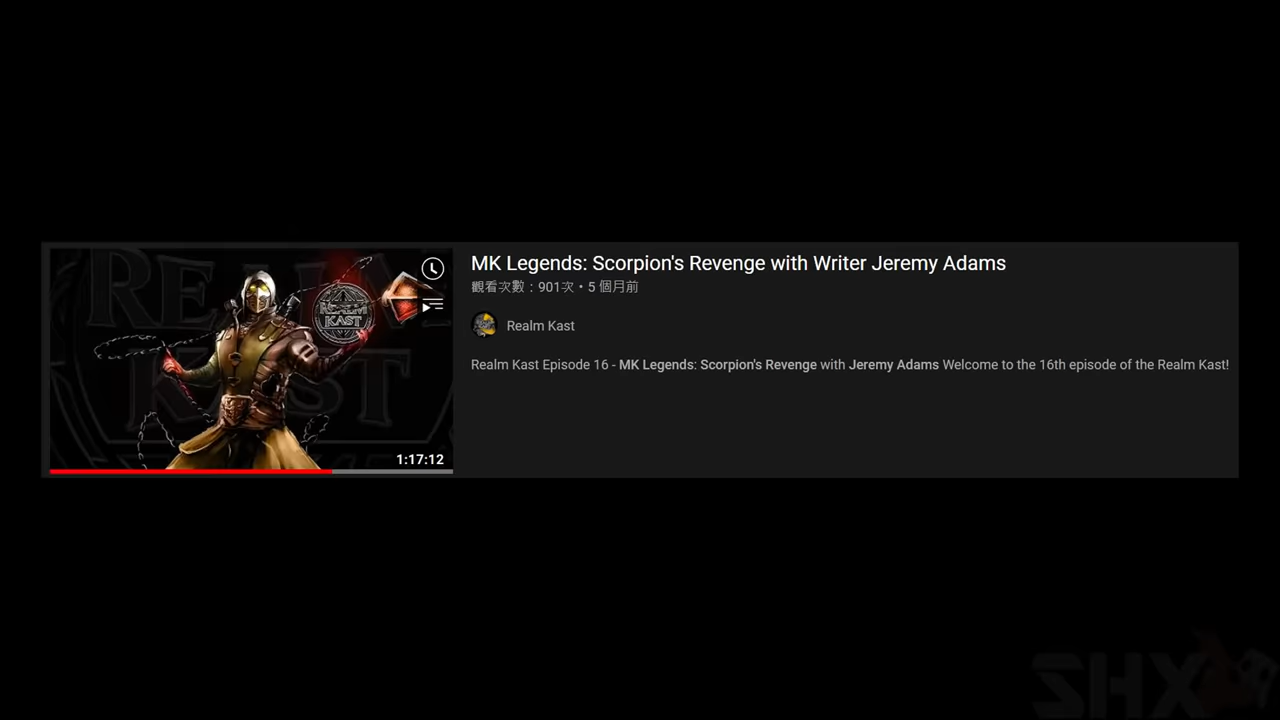 REALM
KAST
REALM
KAST
1:17:12
MK Legends: Scorpion's Revenge with Writer Jeremy Adams
觀看次數：901次・5 個月前
Realm Kast
Realm Kast Episode 16 - MK Legends: Scorpion's Revenge with Jeremy Adams Welcome to the 16th episode of the Realm Kast!
SHX